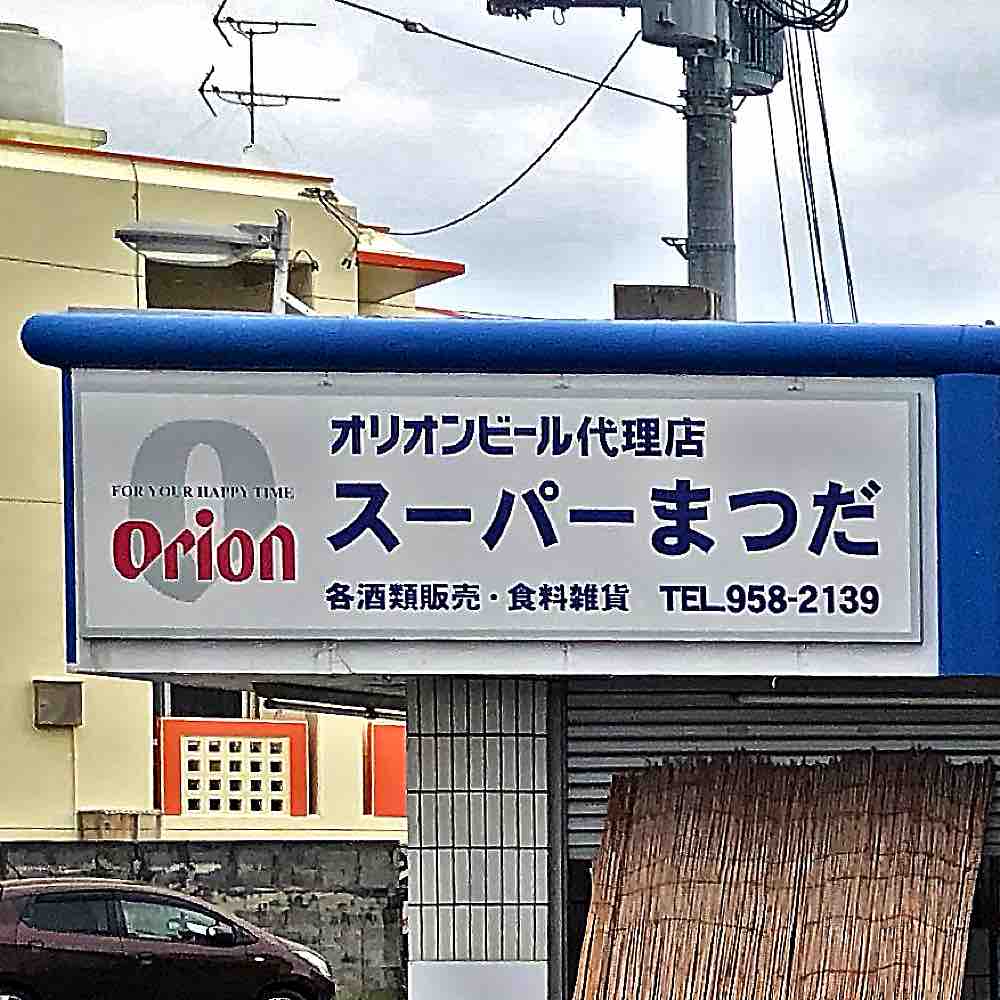 FOR YOUR HAPPY TIME
Orion
オリオンビール代理店
スーパーまつだ
各酒類販売・食料雑貨 TEL.958-2139